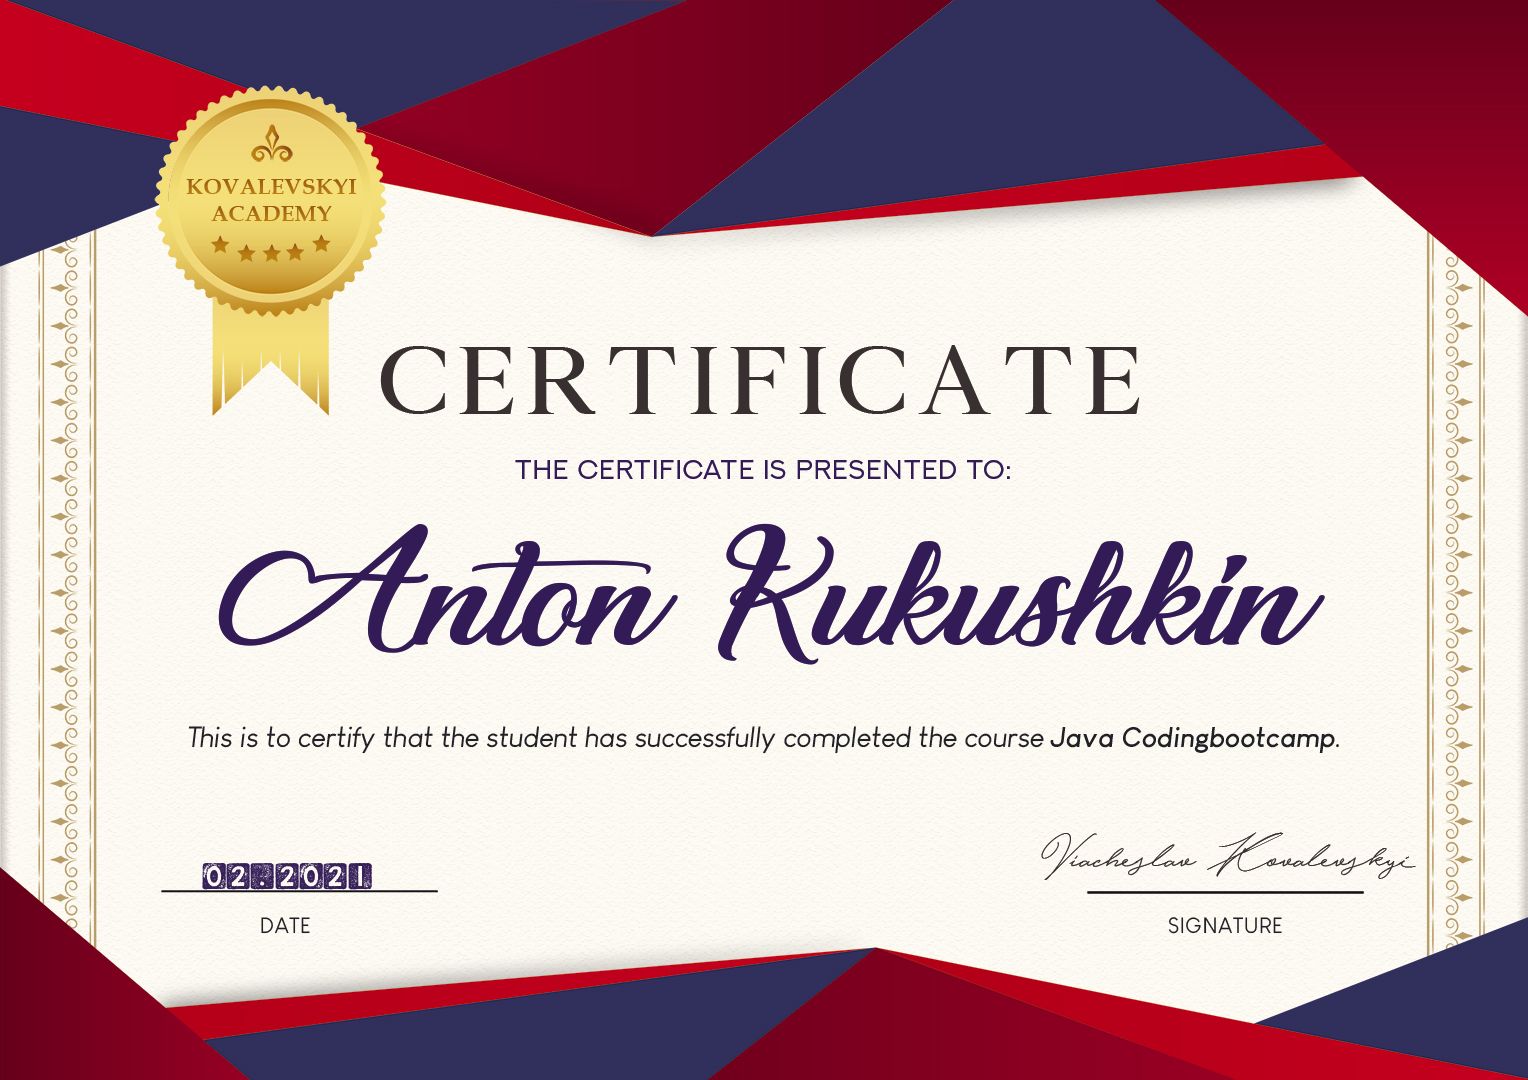 KOVALEVSKYI
ACADEMY
CERTIFICATE
THE CERTIFICATE IS PRESENTED TO:
Anton Kukushkin
This is to certify that the student has successfully completed the course Java Codingbootcamp.
02.2021
Viacheslav Kovalevskyi
DATE
SIGNATURE